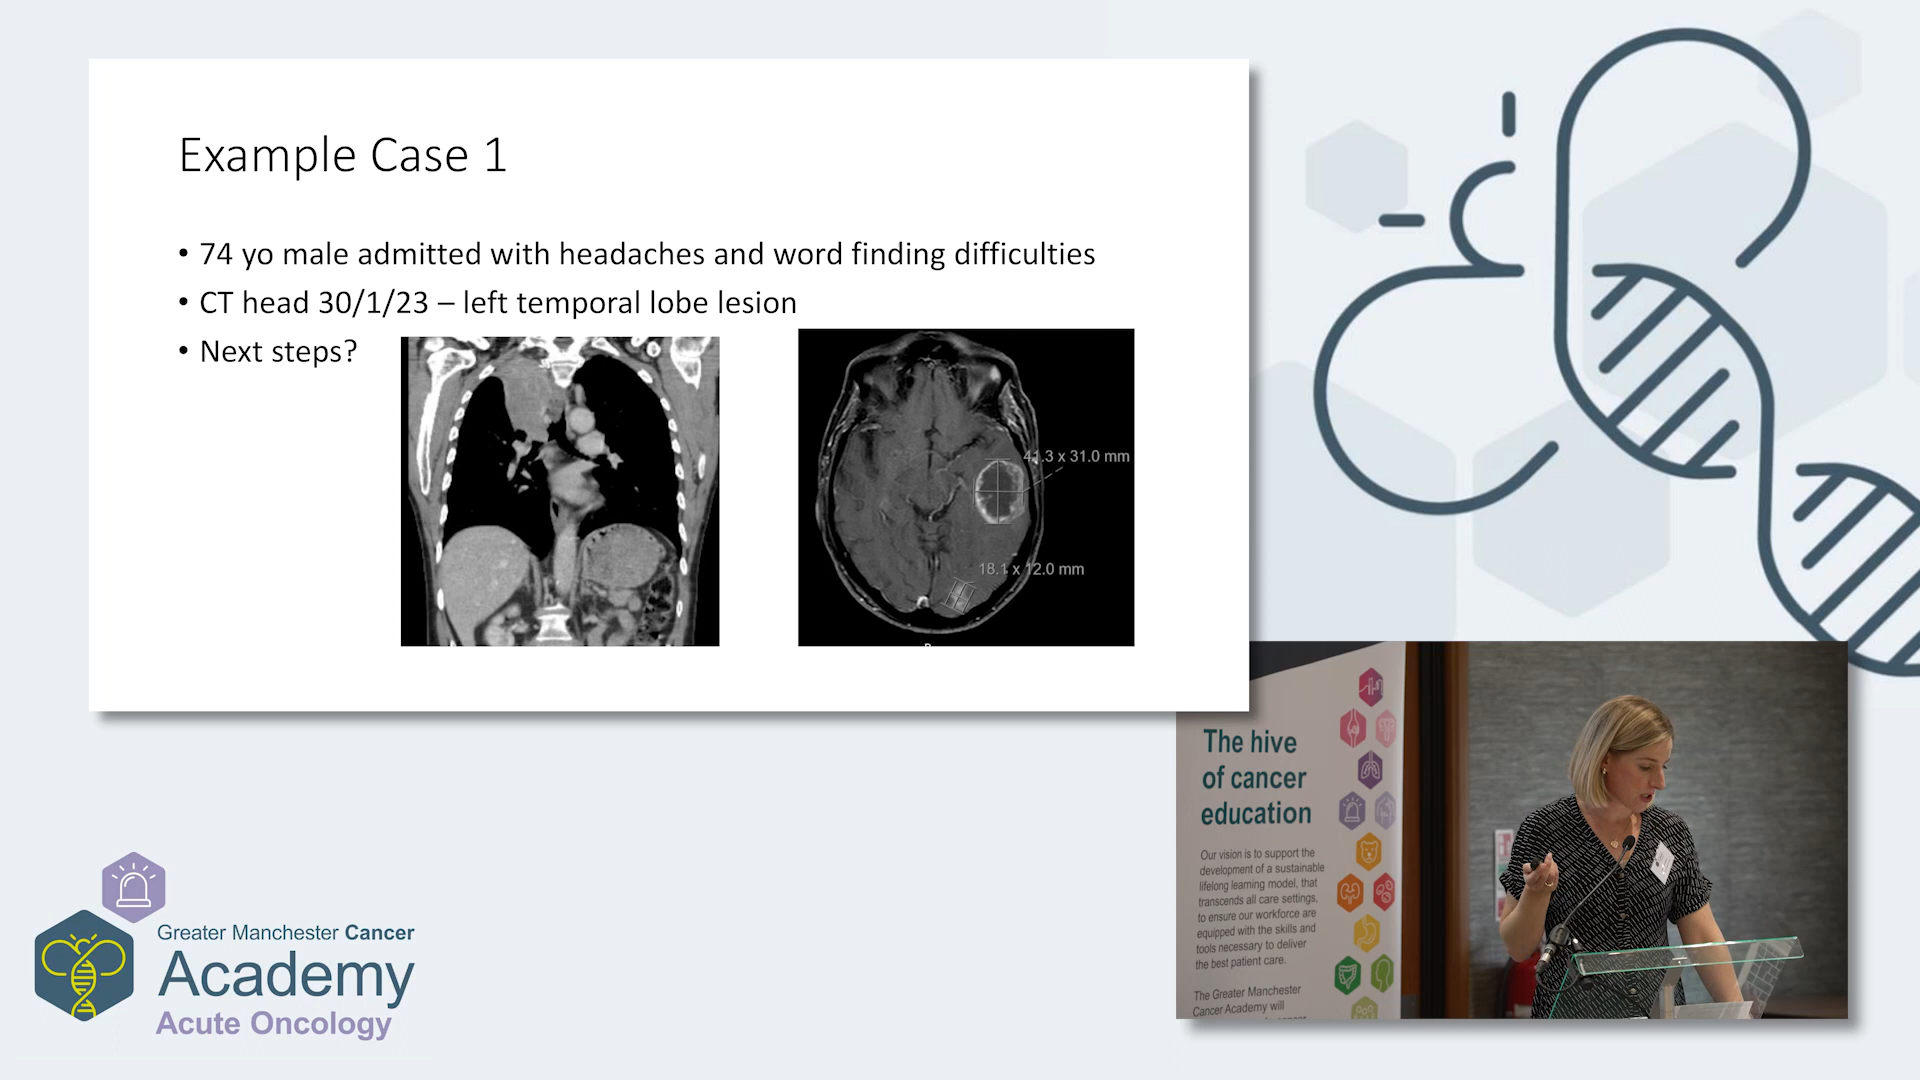 Example Case 1
• 74 yo male admitted with headaches and word finding difficulties
• CT head 30/1/23 – left temporal lobe lesion
• Next steps?
41.3 x 31.0 mm
18.1 x 12.0 mm
The hive
of cancer
education
Our vision is to support the
development of a sustainable
lifelong learning model, that
transcends all care settings,
to ensure our workforce are
equipped with the skills and
tools necessary to deliver
the best patient care.
The Greater Manchester
Cancer Academy will
Greater Manchester Cancer
Academy
Acute Oncology